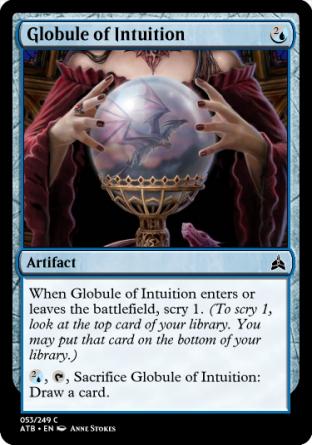 Globule of Intuition
Artifact
When Globule of Intuition enters or
leaves the battlefield, scry 1. (To scry 1,
look at the top card of your library. You
may put that card on the bottom of your
library.)
, , Sacrifice Globule of Intuition:
Draw a card.
053/249 C
ATB • EN Anne Stokes